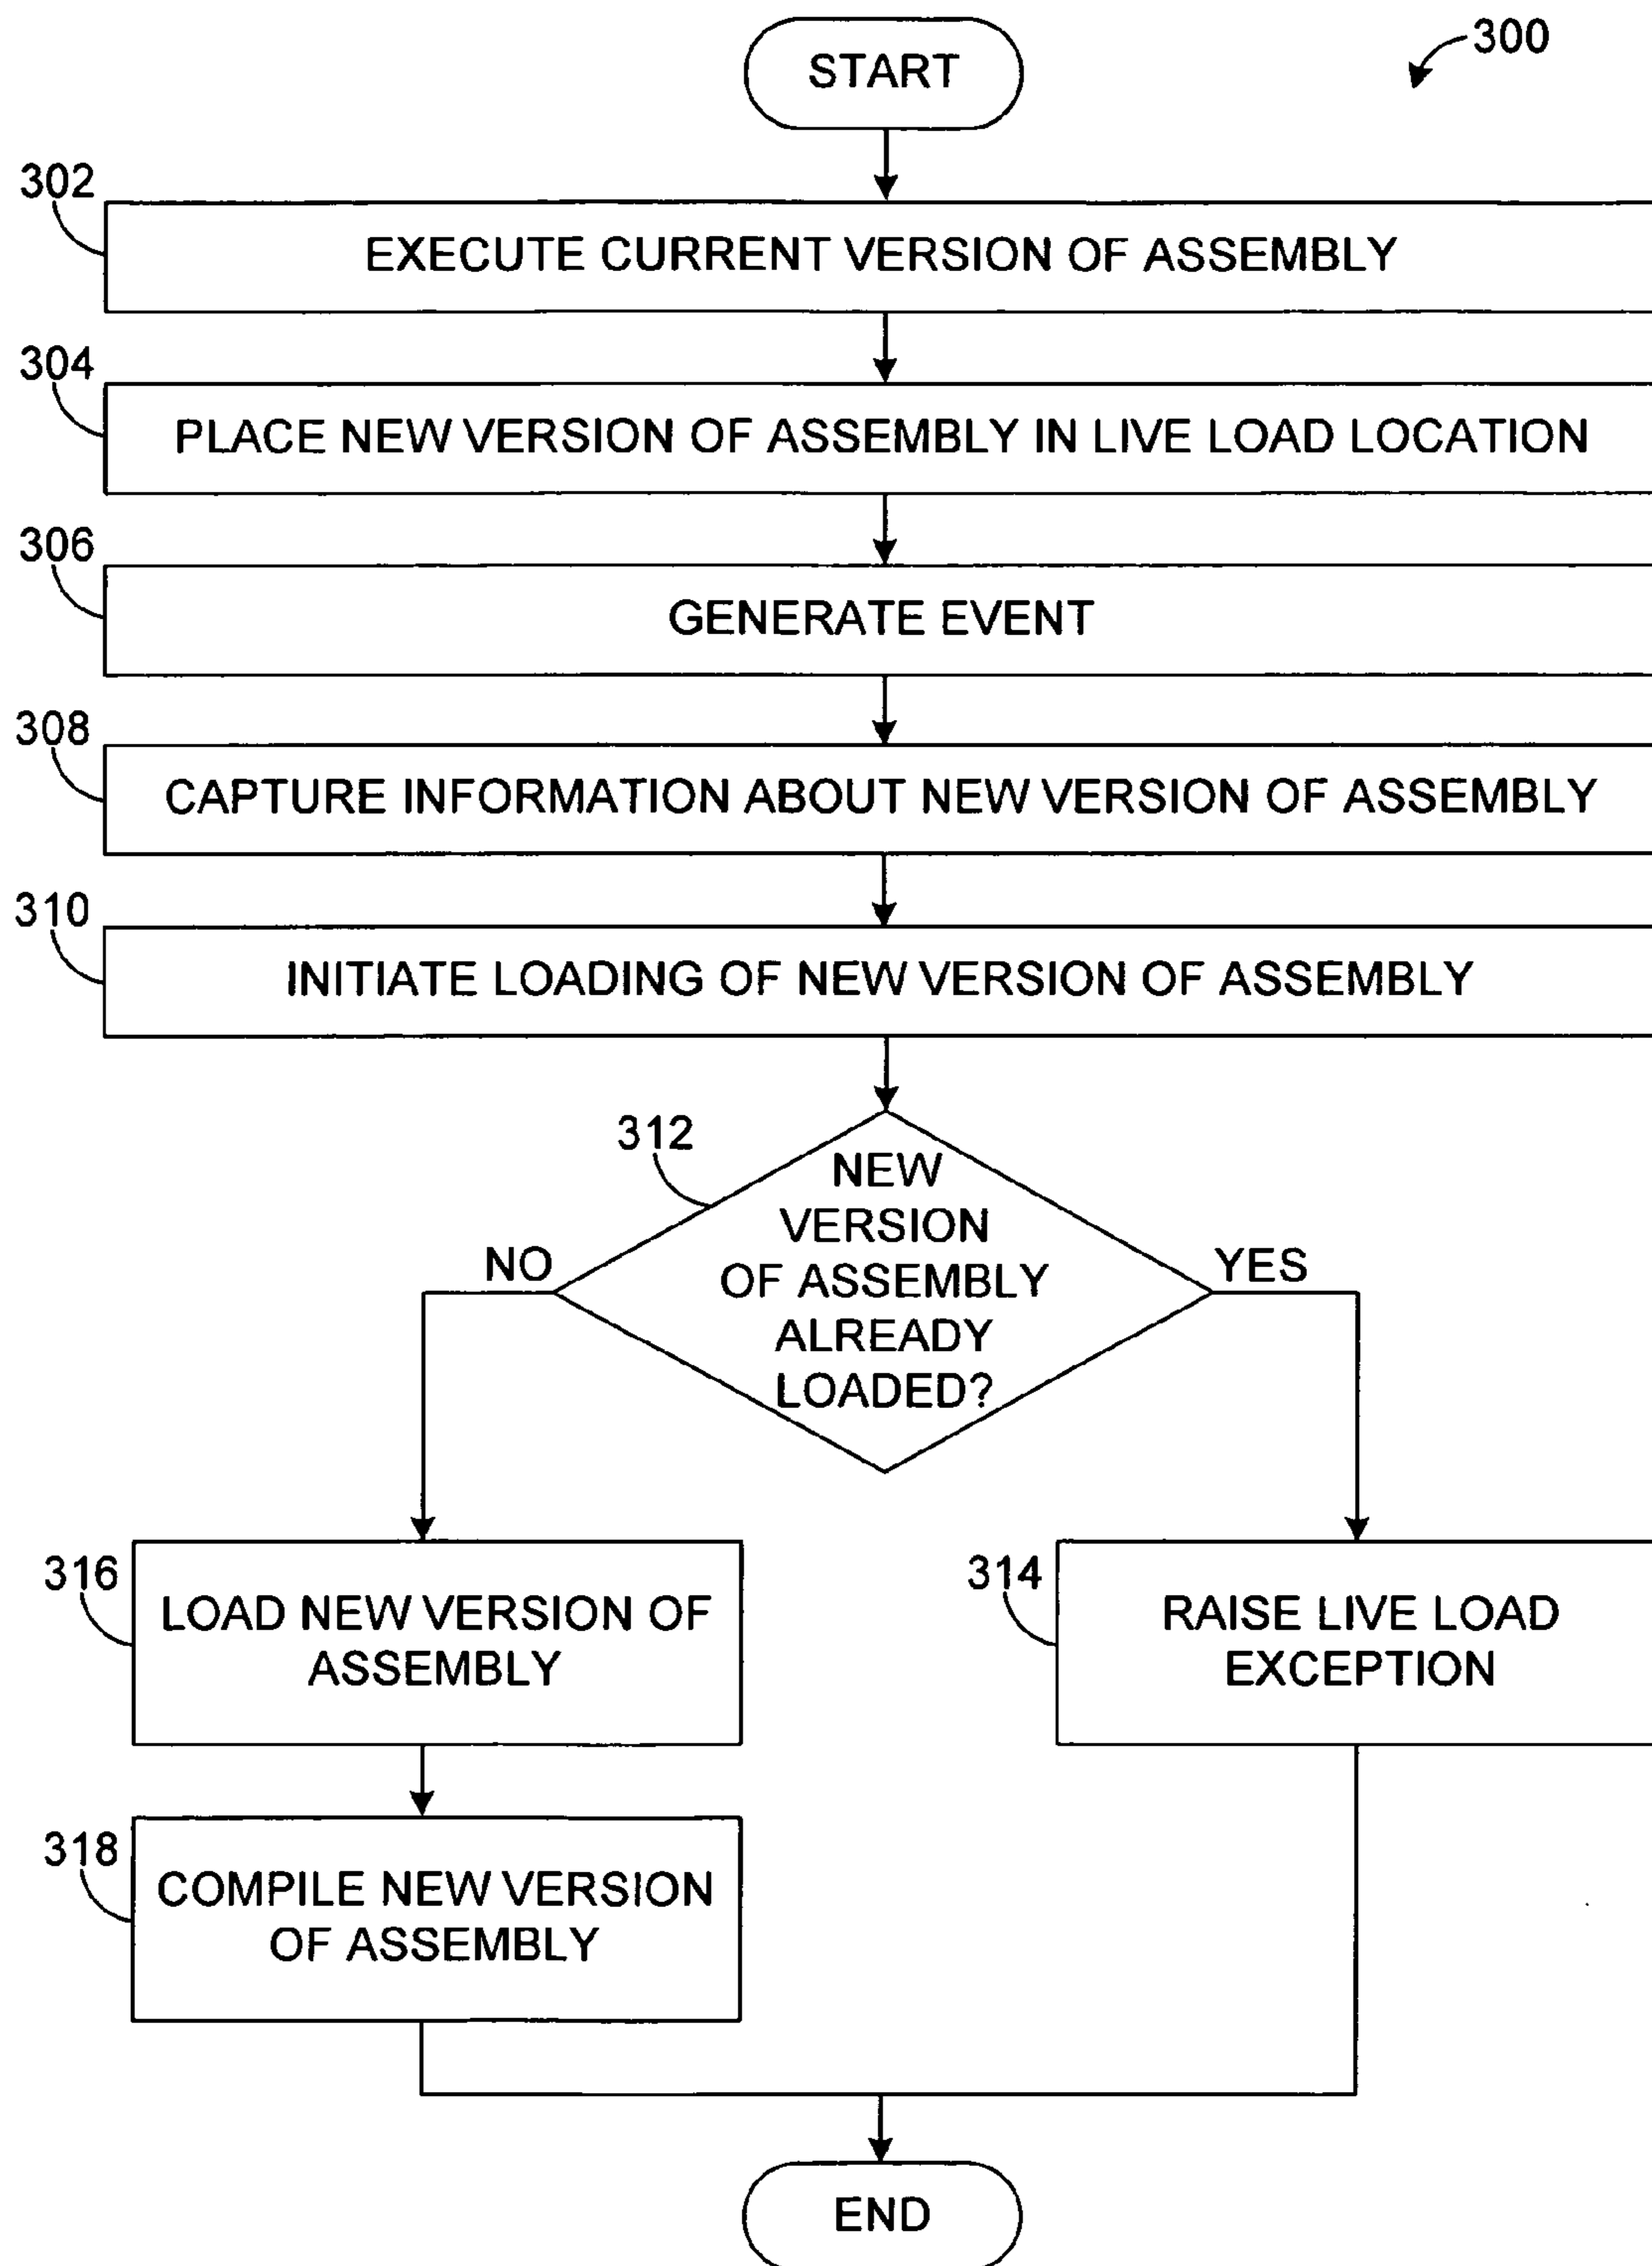 START
300
302
EXECUTE CURRENT VERSION OF ASSEMBLY
304
PLACE NEW VERSION OF ASSEMBLY IN LIVE LOAD LOCATION
306
GENERATE EVENT
308
CAPTURE INFORMATION ABOUT NEW VERSION OF ASSEMBLY
310
INITIATE LOADING OF NEW VERSION OF ASSEMBLY
312
NEW
VERSION
OF ASSEMBLY
ALREADY
LOADED?
NO
YES
316
LOAD NEW VERSION OF
ASSEMBLY
314
RAISE LIVE LOAD
EXCEPTION
318
COMPILE NEW VERSION
OF ASSEMBLY
END